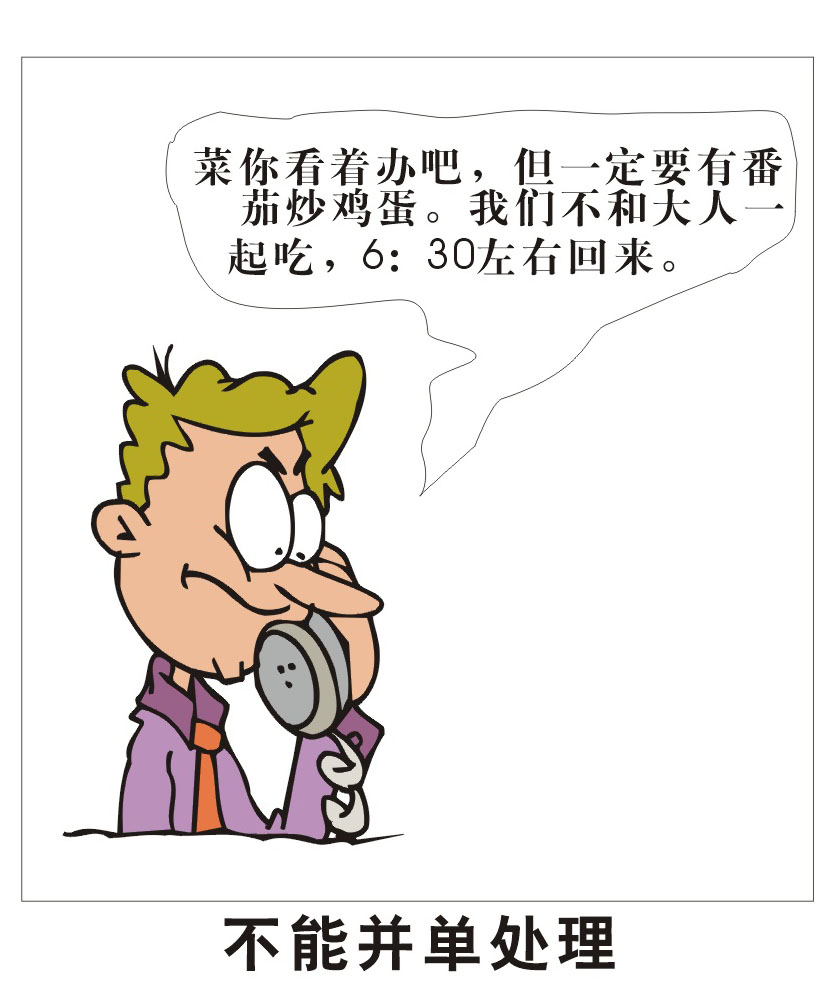 菜你看着办吧，但一定要有番
茄炒鸡蛋。我们不和大人一
起吃，6：30左右回来。
不能并单处理